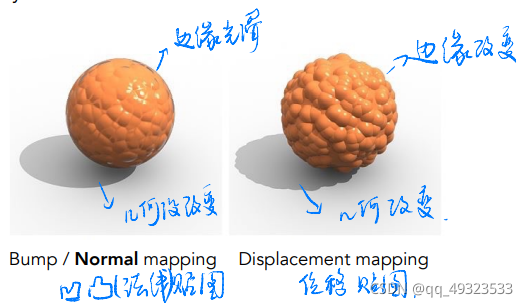 边缘光滑
边缘改变
几何没改变
几何改变.
Bump / Normal mapping
Displacement mapping
凹凸(法线)贴图
位移贴图.
CSDN @qq_49323533